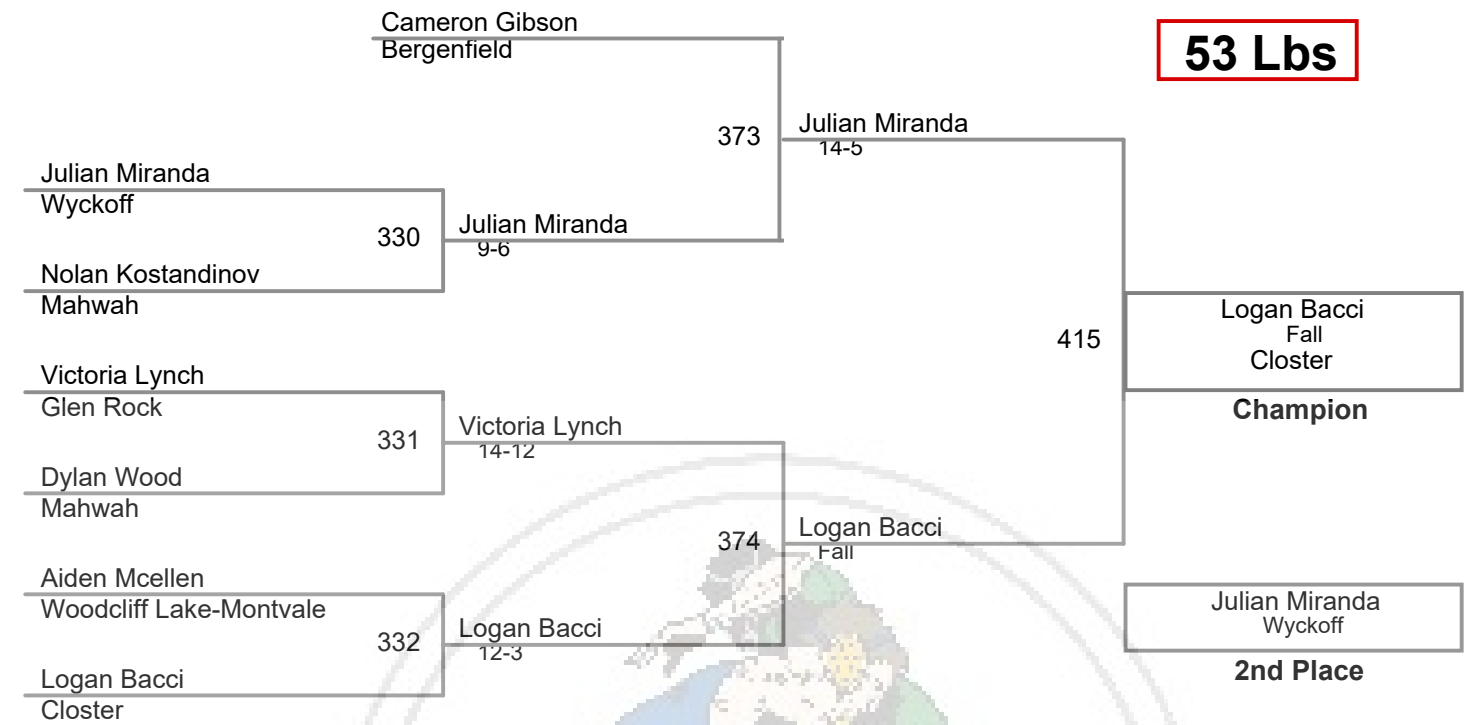 Cameron Gibson
Bergenfield
53 Lbs
373
Julian Miranda
14-5
Julian Miranda
Wyckoff
330
Julian Miranda
9-6
Nolan Kostandinov
Mahwah
Logan Bacci
Fall
Closter
415
Champion
Victoria Lynch
Glen Rock
331
Victoria Lynch
14-12
Dylan Wood
Mahwah
374
Logan Bacci
Fall
Aiden Mcellen
Woodcliff Lake-Montvale
332
Logan Bacci
12-3
Julian Miranda
Wyckoff
2nd Place
Logan Bacci
Closter